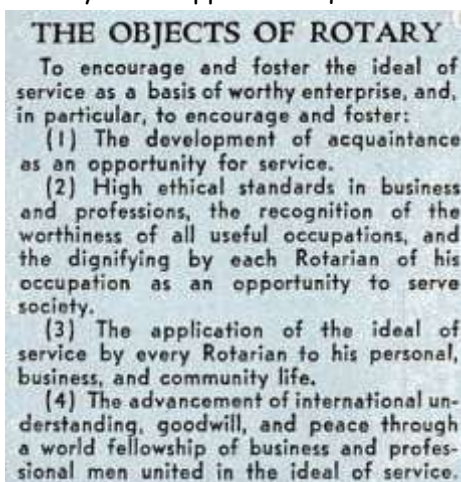 THE OBJECTS OF ROTARY
To encourage and foster the ideal of
service as a basis of worthy enterprise, and,
in particular, to encourage and foster:
(1) The development of acquaintance
as an opportunity for service.
(2) High ethical standards in business
and professions, the recognition of the
worthiness of all useful occupations, and
the dignifying by each Rotarian of his
occupation as an opportunity to serve
society.
(3) The application of the ideal of
service by every Rotarian to his personal,
business, and community life.
(4) The advancement of international un-
derstanding, goodwill, and peace through
a world fellowship of business and profes-
sional men united in the ideal of service.